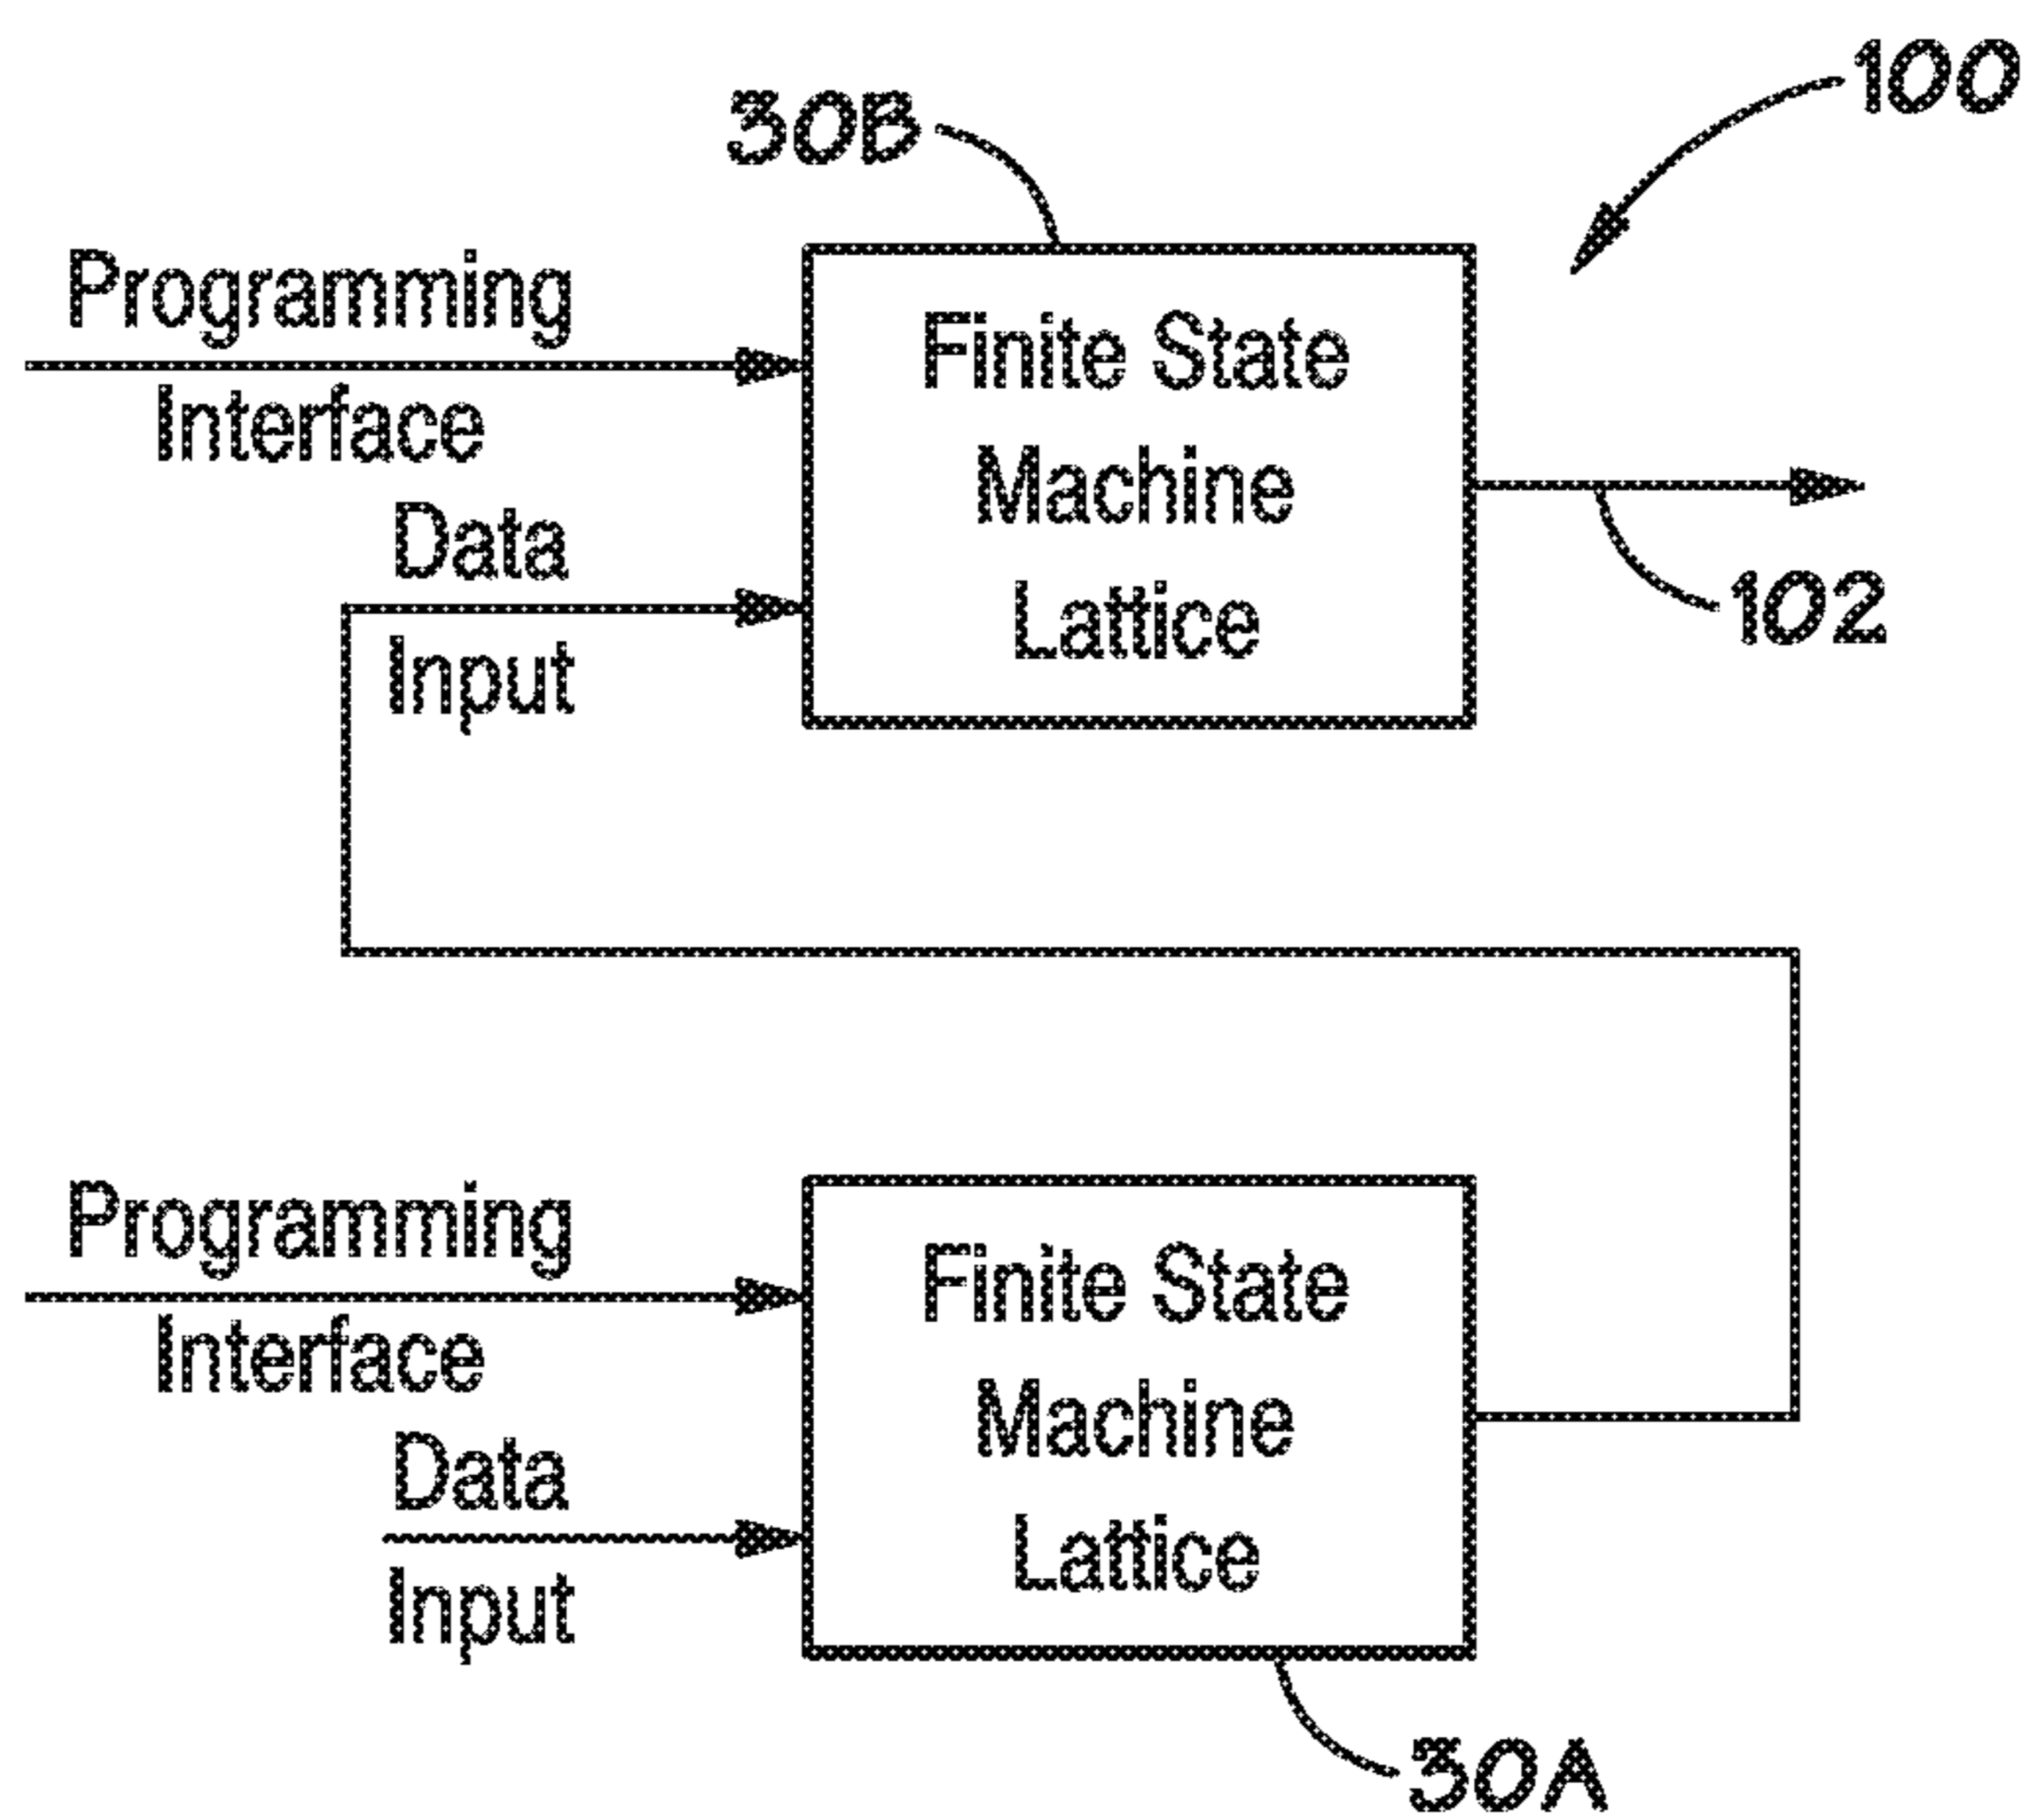 100
30B
Programming
Interface
Data
Input
Finite State
Machine
Lattice
102
Programming
Interface
Data
Input
Finite State
Machine
Lattice
30A